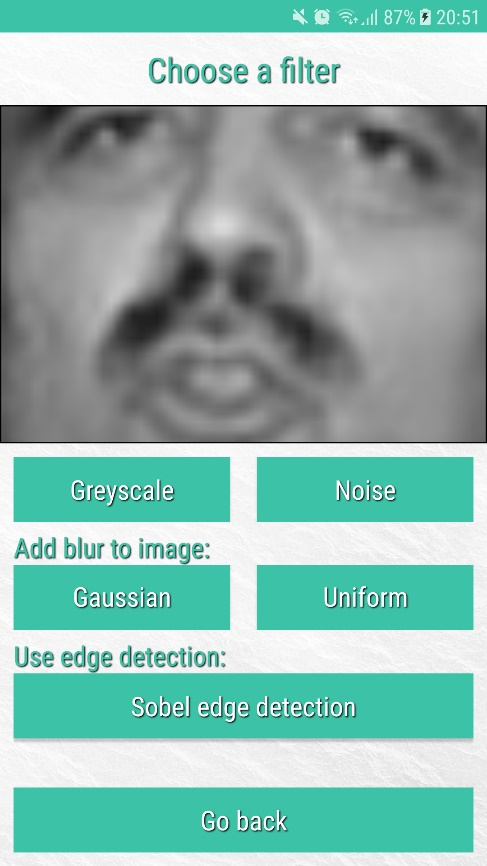 87% 20:51
Choose a filter
Greyscale Noise
Add blur to image:
Gaussian Uniform
Use edge detection:
Sobel edge detection
Go back